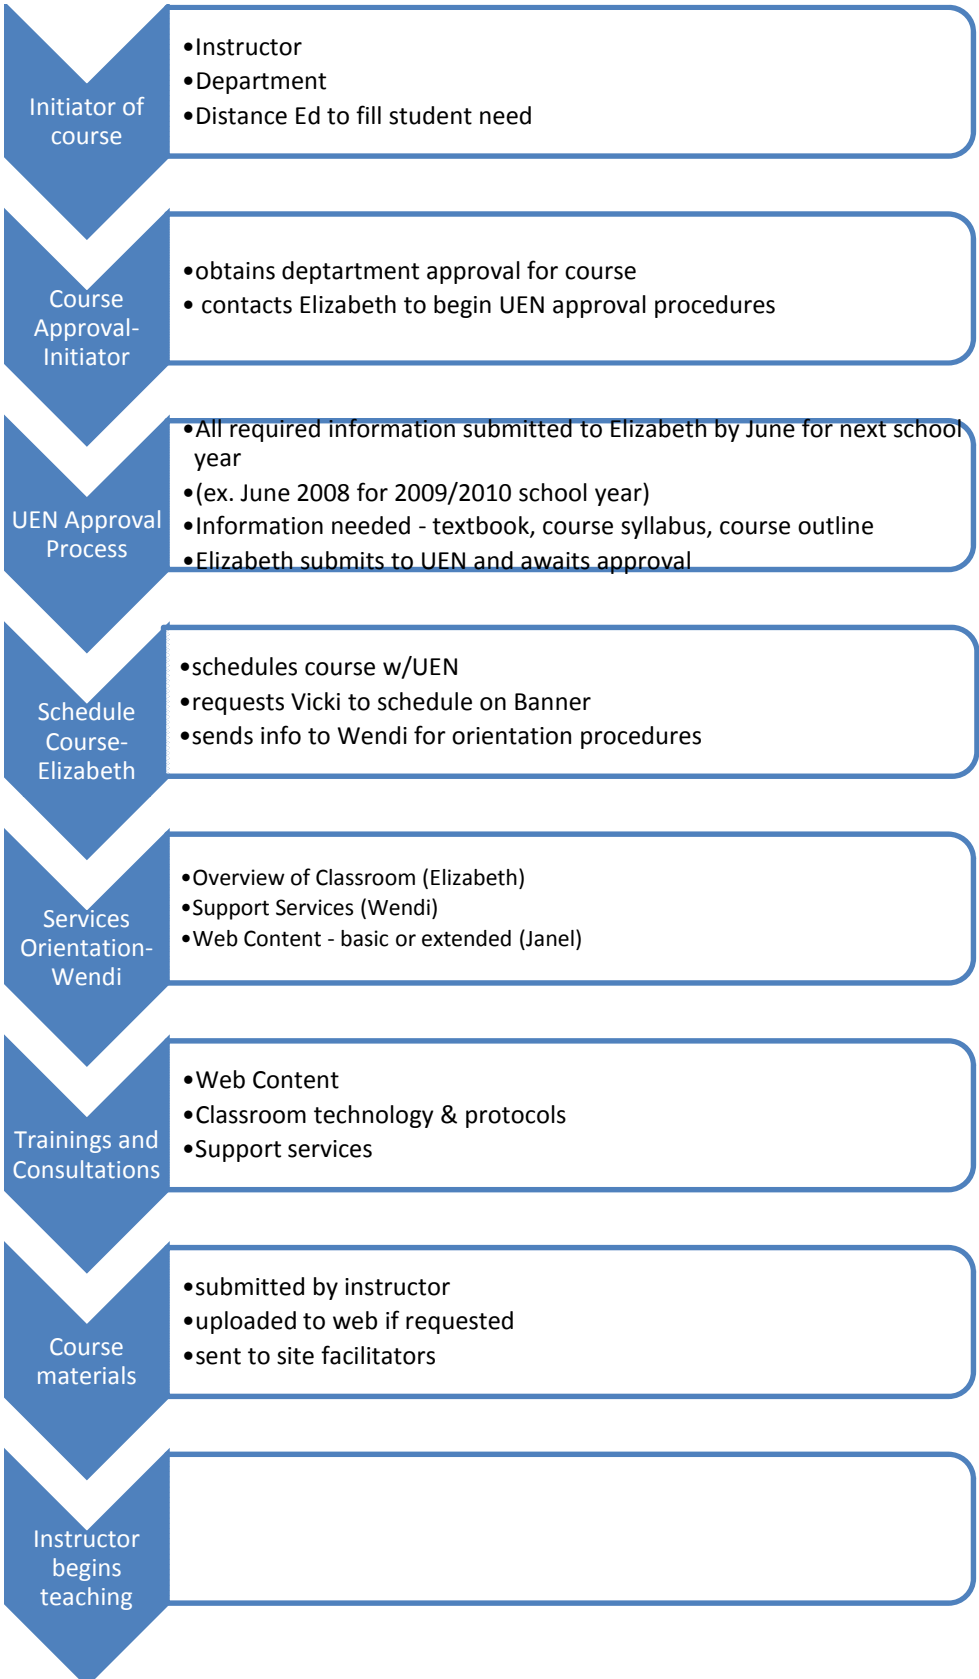 Initiator of
course
•Instructor
•Department
•Distance Ed to fill student need
Course
Approval-
Initiator
•obtains deptartment approval for course
• contacts Elizabeth to begin UEN approval procedures
UEN Approval
Process
•All required information submitted to Elizabeth by June for next school
year
•(ex. June 2008 for 2009/2010 school year)
•Information needed - textbook, course syllabus, course outline
•Elizabeth submits to UEN and awaits approval
Schedule
Course-
Elizabeth
•schedules course w/UEN
•requests Vicki to schedule on Banner
•sends info to Wendi for orientation procedures
Services
Orientation-
Wendi
•Overview of Classroom (Elizabeth)
•Support Services (Wendi)
•Web Content - basic or extended (Janel)
Trainings and
Consultations
•Web Content
•Classroom technology & protocols
•Support services
Course
materials
•submitted by instructor
•uploaded to web if requested
•sent to site facilitators
Instructor
begins
teaching